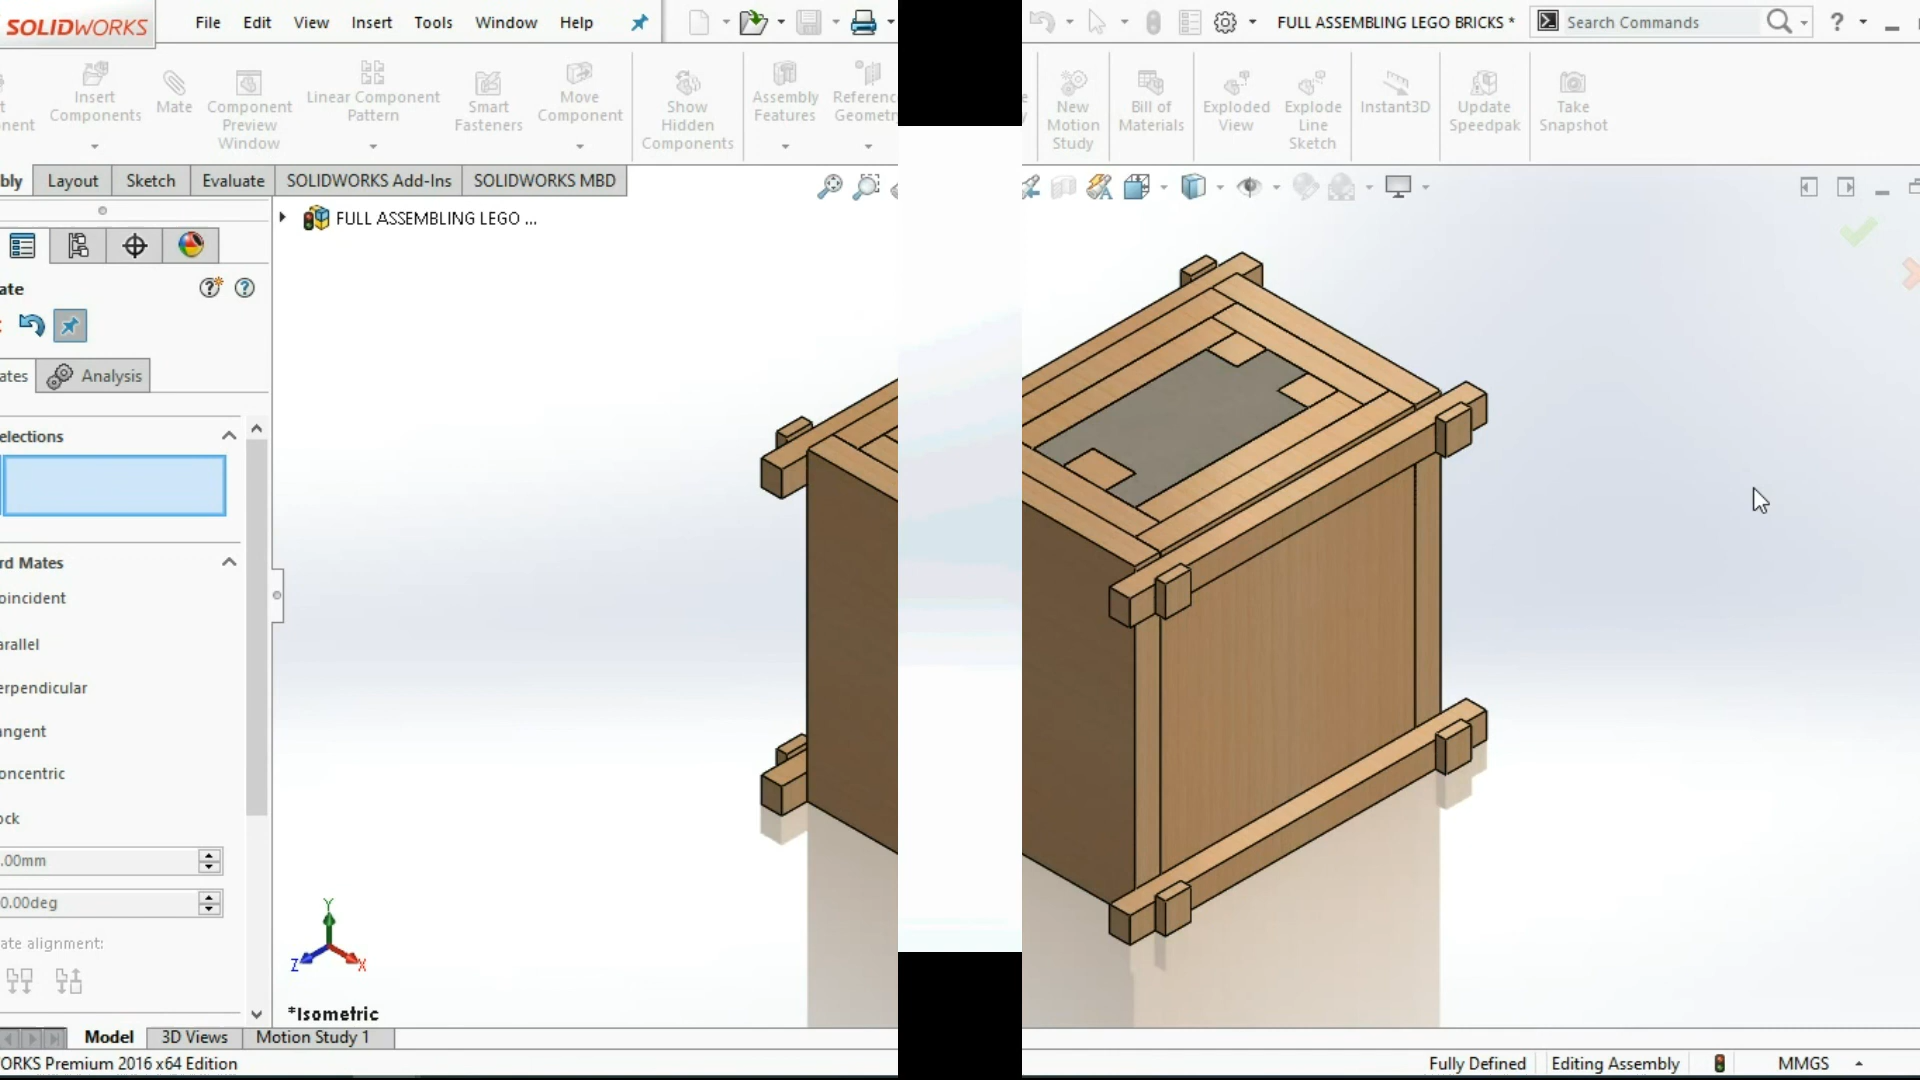 SOLIDWORKS File Edit View Insert Tools Window Help FULL ASSEMBLING LEGO BRICKS * Search Commands ?
Insert Components
Mate
Component Preview Window
Linear Component Pattern
Smart Fasteners
Move Component
Show Hidden Components
Assembly Features
Referenc Geometr
New Motion Study
Bill of Materials
Exploded View
Explode Line Sketch
Instant3D
Update Speedpak
Take Snapshot
bly Layout Sketch Evaluate SOLIDWORKS Add-Ins SOLIDWORKS MBD
FULL ASSEMBLING LEGO ...
ate
ates Analysis
elections
rd Mates
oincident
arallel
erpendicular
angent
oncentric
ock
.00mm
0.00deg
ate alignment:
Y
Z X
*Isometric
Model 3D Views Motion Study 1
ORKS Premium 2016 x64 Edition Fully Defined Editing Assembly MMGS